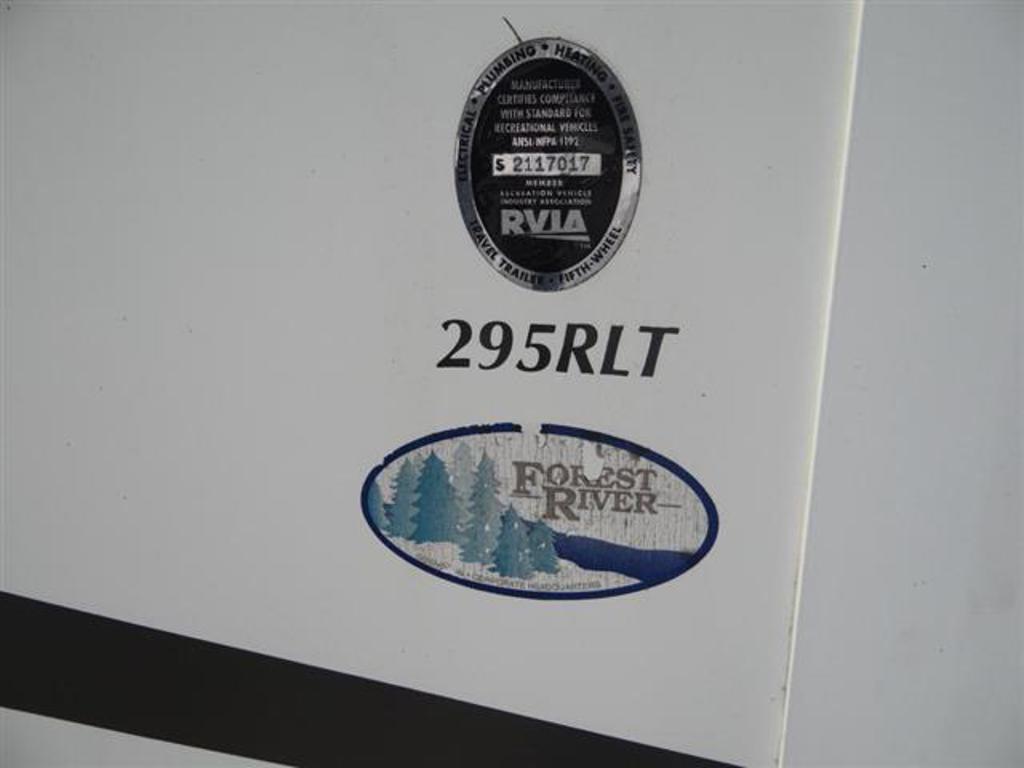 ELECTRICAL • PLUMBING • HEATING • FIRE SAFETY
MANUFACTURER
CERTIFIES COMPLIANCE
WITH STANDARD FOR
RECREATIONAL VEHICLES
ANSI/NFPA 1192
S 2117017
MEMBER
RECREATION VEHICLE
INDUSTRY ASSOCIATION
RVIA
TM
TRAVEL TRAILER • FIFTH-WHEEL
295RLT
FOREST
RIVER
CORPORATE HEADQUARTERS